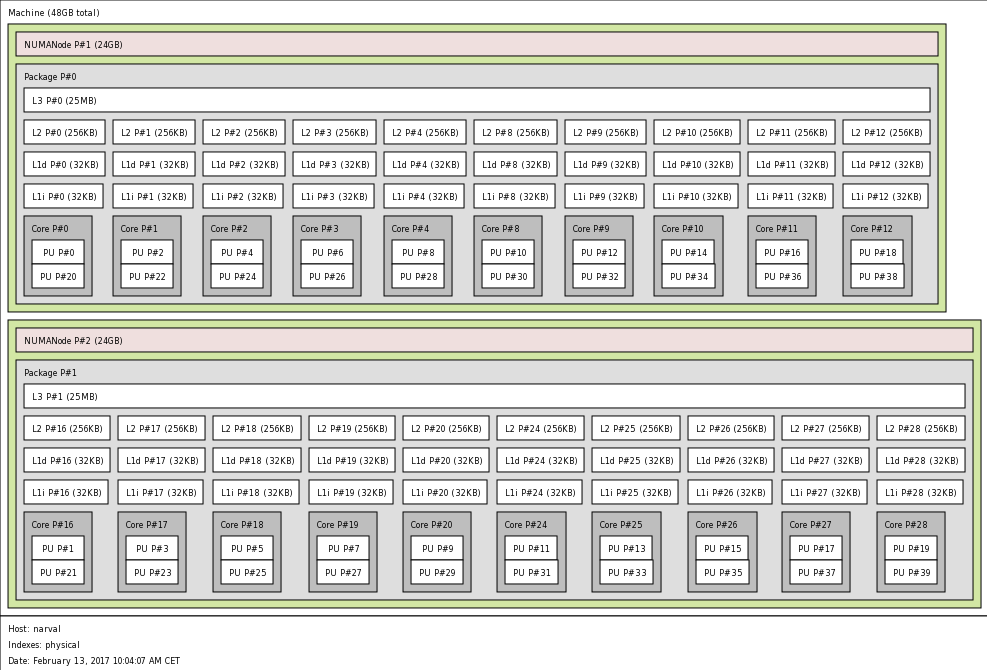 Machine (48GB total)
NUMANode P#1 (24GB)
Package P#0
L3 P#0 (25MB)
L2 P#0 (256KB) L2 P#1 (256KB) L2 P#2 (256KB) L2 P#3 (256KB) L2 P#4 (256KB) L2 P#8 (256KB) L2 P#9 (256KB) L2 P#10 (256KB) L2 P#11 (256KB) L2 P#12 (256KB)
L1d P#0 (32KB) L1d P#1 (32KB) L1d P#2 (32KB) L1d P#3 (32KB) L1d P#4 (32KB) L1d P#8 (32KB) L1d P#9 (32KB) L1d P#10 (32KB) L1d P#11 (32KB) L1d P#12 (32KB)
L1i P#0 (32KB) L1i P#1 (32KB) L1i P#2 (32KB) L1i P#3 (32KB) L1i P#4 (32KB) L1i P#8 (32KB) L1i P#9 (32KB) L1i P#10 (32KB) L1i P#11 (32KB) L1i P#12 (32KB)
Core P#0 Core P#1 Core P#2 Core P#3 Core P#4 Core P#8 Core P#9 Core P#10 Core P#11 Core P#12
PU P#0 PU P#2 PU P#4 PU P#6 PU P#8 PU P#10 PU P#12 PU P#14 PU P#16 PU P#18
PU P#20 PU P#22 PU P#24 PU P#26 PU P#28 PU P#30 PU P#32 PU P#34 PU P#36 PU P#38
NUMANode P#2 (24GB)
Package P#1
L3 P#1 (25MB)
L2 P#16 (256KB) L2 P#17 (256KB) L2 P#18 (256KB) L2 P#19 (256KB) L2 P#20 (256KB) L2 P#24 (256KB) L2 P#25 (256KB) L2 P#26 (256KB) L2 P#27 (256KB) L2 P#28 (256KB)
L1d P#16 (32KB) L1d P#17 (32KB) L1d P#18 (32KB) L1d P#19 (32KB) L1d P#20 (32KB) L1d P#24 (32KB) L1d P#25 (32KB) L1d P#26 (32KB) L1d P#27 (32KB) L1d P#28 (32KB)
L1i P#16 (32KB) L1i P#17 (32KB) L1i P#18 (32KB) L1i P#19 (32KB) L1i P#20 (32KB) L1i P#24 (32KB) L1i P#25 (32KB) L1i P#26 (32KB) L1i P#27 (32KB) L1i P#28 (32KB)
Core P#16 Core P#17 Core P#18 Core P#19 Core P#20 Core P#24 Core P#25 Core P#26 Core P#27 Core P#28
PU P#1 PU P#3 PU P#5 PU P#7 PU P#9 PU P#11 PU P#13 PU P#15 PU P#17 PU P#19
PU P#21 PU P#23 PU P#25 PU P#27 PU P#29 PU P#31 PU P#33 PU P#35 PU P#37 PU P#39
Host: narval
Indexes: physical
Date: February 13, 2017 10:04:07 AM CET